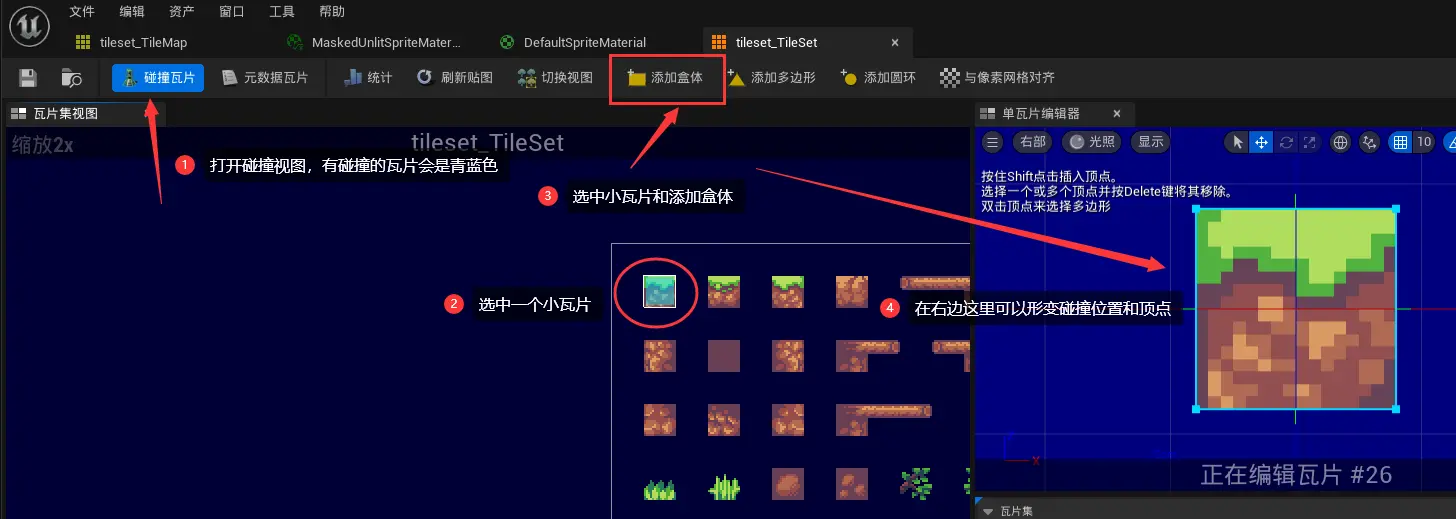 文件 编辑 资产 窗口 工具 帮助
tileset_TileMap MaskedUnlitSpriteMater... DefaultSpriteMaterial tileset_TileSet
碰撞瓦片 元数据瓦片 统计 刷新贴图 切换视图 添加盒体 添加多边形 添加圆环 与像素网格对齐
瓦片集视图
单瓦片编辑器
缩放2x
tileset_TileSet
右部 光照 显示 10
1 打开碰撞视图，有碰撞的瓦片会是青蓝色
按住Shift点击插入顶点。
选择一个或多个顶点并按Delete键将其移除。
双击顶点来选择多边形
3 选中小瓦片和添加盒体
2 选中一个小瓦片
4 在右边这里可以形变碰撞位置和顶点
X
正在编辑瓦片 #26
瓦片集